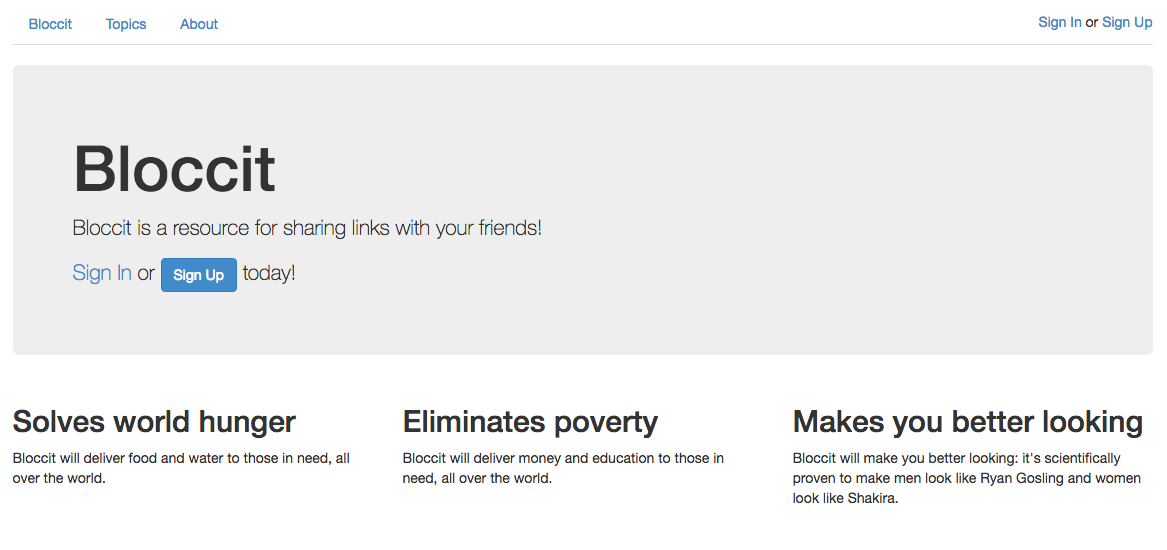 Bloccit Topics About Sign In or Sign Up
Bloccit
Bloccit is a resource for sharing links with your friends!
Sign In or Sign Up today!
Solves world hunger
Bloccit will deliver food and water to those in need, all
over the world.
Eliminates poverty
Bloccit will deliver money and education to those in
need, all over the world.
Makes you better looking
Bloccit will make you better looking: it's scientifically
proven to make men look like Ryan Gosling and women
look like Shakira.